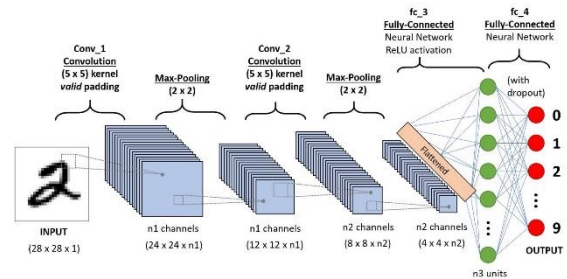 fc_3
Fully-Connected
Neural Network
ReLU activation
fc_4
Fully-Connected
Neural Network
Conv_1
Convolution
(5 x 5) kernel
valid padding
Max-Pooling
(2 x 2)
Conv_2
Convolution
(5 x 5) kernel
valid padding
Max-Pooling
(2 x 2)
(with
dropout)
Flattened
0
1
2
9
INPUT
(28 x 28 x 1)
n1 channels
(24 x 24 x n1)
n1 channels
(12 x 12 x n1)
n2 channels
(8 x 8 x n2)
n2 channels
(4 x 4 x n2)
n3 units
OUTPUT